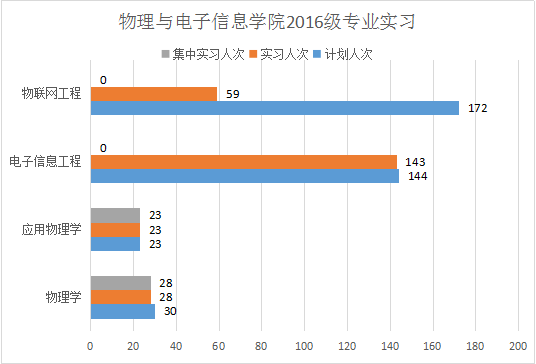 物理与电子信息学院2016级专业实习
集中实习人次 实习人次 计划人次
物联网工程 0
59
172
电子信息工程 0
143
144
应用物理学 23
23
23
物理学 28
28
30
0 20 40 60 80 100 120 140 160 180 200